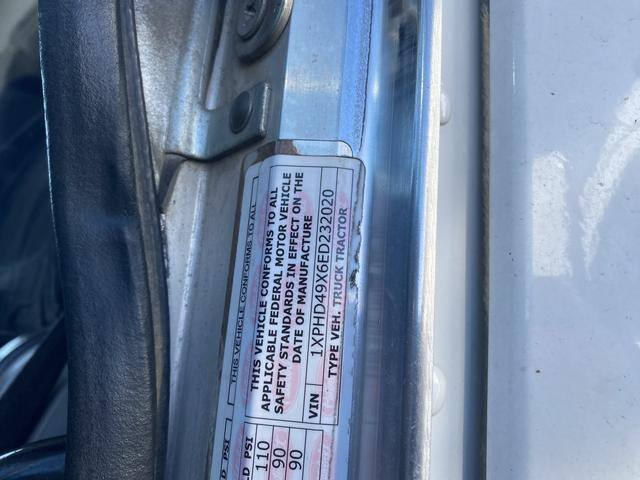 THIS VEHICLE CONFORMS TO ALL
THIS VEHICLE CONFORMS TO ALL
APPLICABLE FEDERAL MOTOR VEHICLE
SAFETY STANDARDS IN EFFECT ON THE
DATE OF MANUFACTURE
VIN 1XPHD49X6ED232020
TYPE VEH. TRUCK TRACTOR
PSI
110
90
90